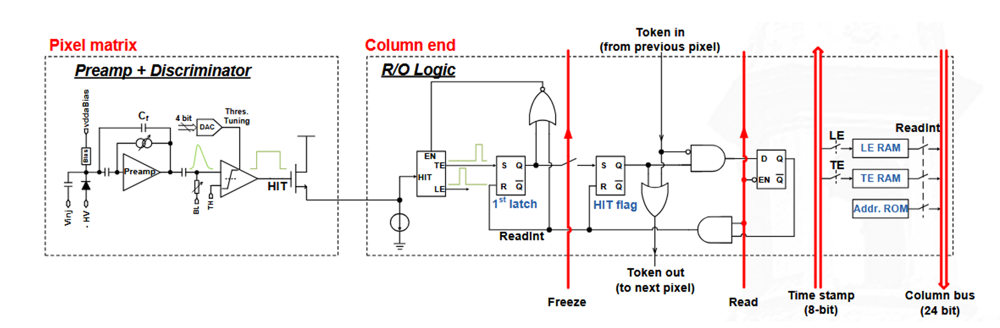 Pixel matrix
Preamp + Discriminator
vddaBias
Bias
Cf
4 bit
DAC
Thres.
Tuning
Preamp
HIT
BL
TH
Vinj
- HV
Column end
R/O Logic
EN
TE
HIT
LE
S Q
R Q
1st latch
ReadInt
Freeze
Token in
(from previous pixel)
S Q
R Q
HIT flag
Token out
(to next pixel)
D Q
EN Q
Read
Time stamp
(8-bit)
LE
LE RAM
TE
TE RAM
Addr. ROM
ReadInt
Column bus
(24 bit)